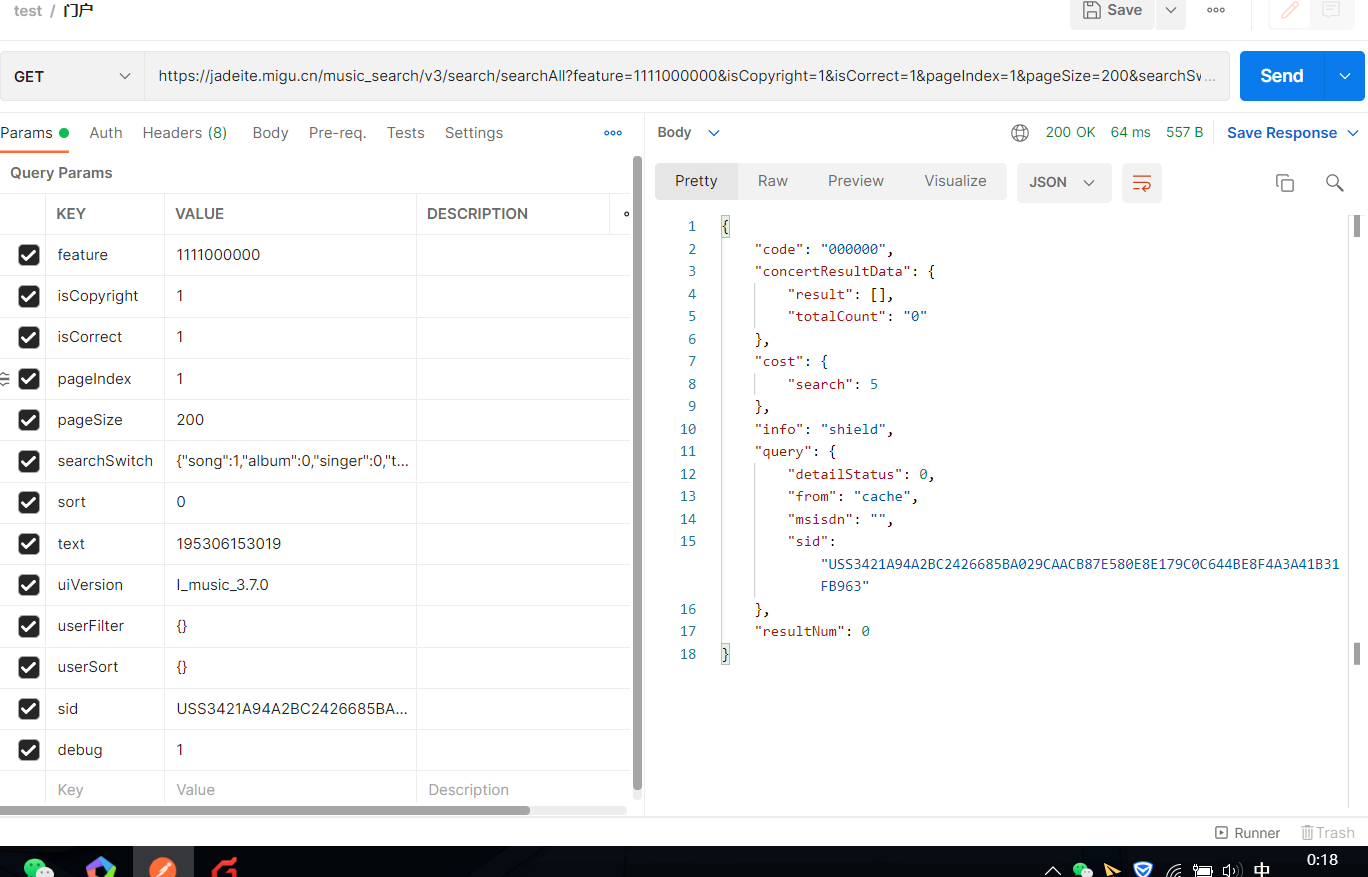 test / 门户
Save
GET
https://jadeite.migu.cn/music_search/v3/search/searchAll?feature=1111000000&isCopyright=1&isCorrect=1&pageIndex=1&pageSize=200&searchSw...
Send
Params Auth Headers (8) Body Pre-req. Tests Settings
Query Params
KEY VALUE DESCRIPTION
feature 1111000000
isCopyright 1
isCorrect 1
pageIndex 1
pageSize 200
searchSwitch {"song":1,"album":0,"singer":0,"t...
sort 0
text 195306153019
uiVersion I_music_3.7.0
userFilter {}
userSort {}
sid USS3421A94A2BC2426685BA...
debug 1
Key Value Description
Body 200 OK 64 ms 557 B Save Response
Pretty Raw Preview Visualize JSON
1 {
2 "code": "000000",
3 "concertResultData": {
4 "result": [],
5 "totalCount": "0"
6 },
7 "cost": {
8 "search": 5
9 },
10 "info": "shield",
11 "query": {
12 "detailStatus": 0,
13 "from": "cache",
14 "msisdn": "",
15 "sid":
"USS3421A94A2BC2426685BA029CAACB87E580E8E179C0C644BE8F4A3A41B31
FB963"
16 },
17 "resultNum": 0
18 }
Runner Trash
中 0:18